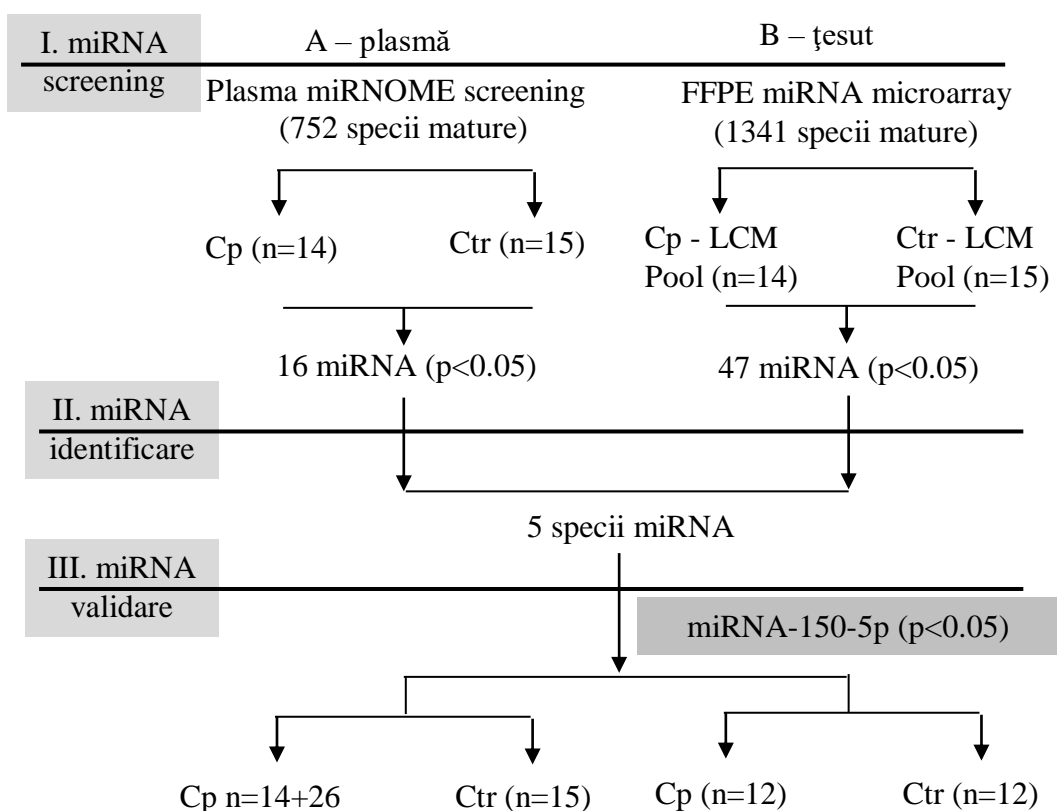 I. miRNA
screening
A – plasmă
B – ţesut
Plasma miRNOME screening
(752 specii mature)
FFPE miRNA microarray
(1341 specii mature)
Cp (n=14)
Ctr (n=15)
Cp - LCM
Pool (n=14)
Ctr - LCM
Pool (n=15)
16 miRNA (p<0.05)
47 miRNA (p<0.05)
II. miRNA
identificare
5 specii miRNA
III. miRNA
validare
miRNA-150-5p (p<0.05)
Cp n=14+26
Ctr (n=15)
Cp (n=12)
Ctr (n=12)